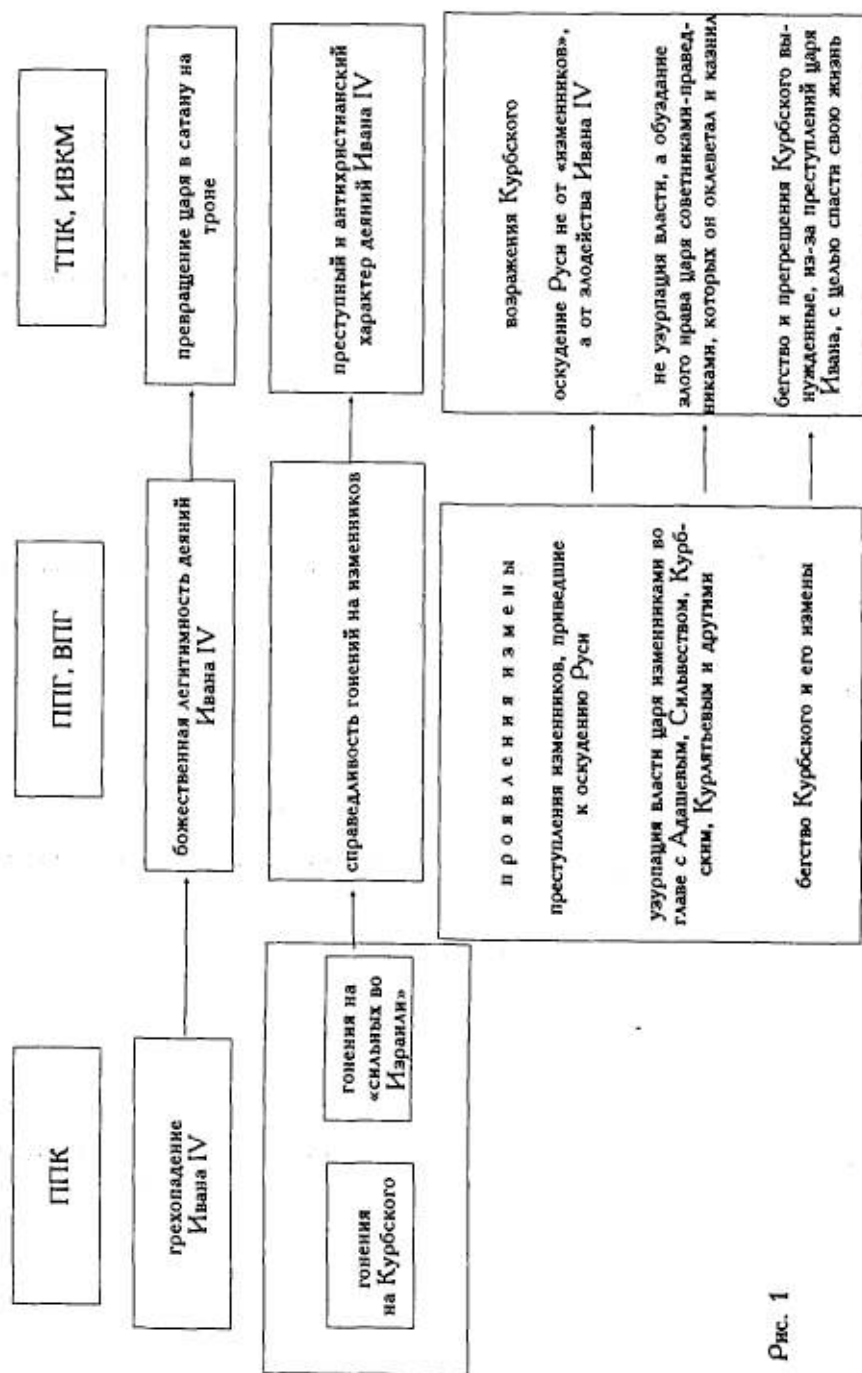 ППК
ППГ, ВПГ
ТПК, ИВКМ
грехопадение
Ивана IV
божественная легитимность деяний
Ивана IV
превращение царя в сатану на
троне
гонения
на Курбского
гонения на
«сильных во
Израили»
справедливость гонений на изменников
преступный и антихристианский
характер деяний Ивана IV
проявления измены
преступления изменников, приведшие
к оскудению Руси
узурпация власти царя изменниками во
главе с Адашевым, Сильвеством, Курб-
ским, Курлятьевым и другими
бегство Курбского и его измены
возражения Курбского
оскудение Руси не от «изменников»,
а от злодейства Ивана IV
не узурпация власти, а обуздание
злого нрава царя советниками-правед-
никами, которых он оклеветал и казнил
бегство и прегрешения Курбского вы-
нужденные, из-за преступлений царя
Ивана, с целью спасти свою жизнь
Рис. 1